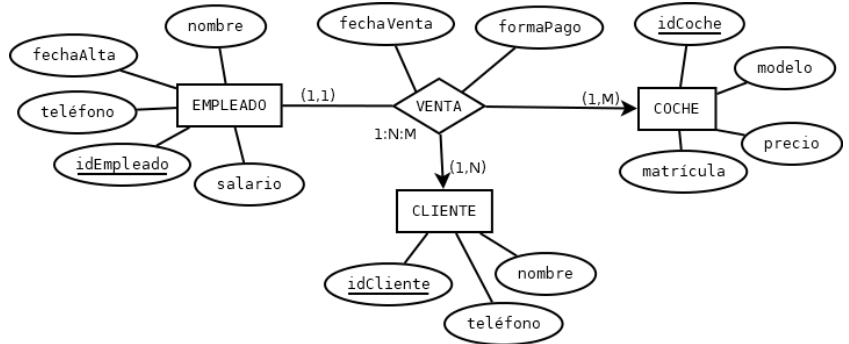 nombre
fechaVenta
formaPago
idCoche
fechaAlta
modelo
teléfono
EMPLEADO
(1,1)
VENTA
(1,M)
COCHE
1:N:M
precio
idEmpleado
salario
(1,N)
matrícula
CLIENTE
idCliente
nombre
teléfono